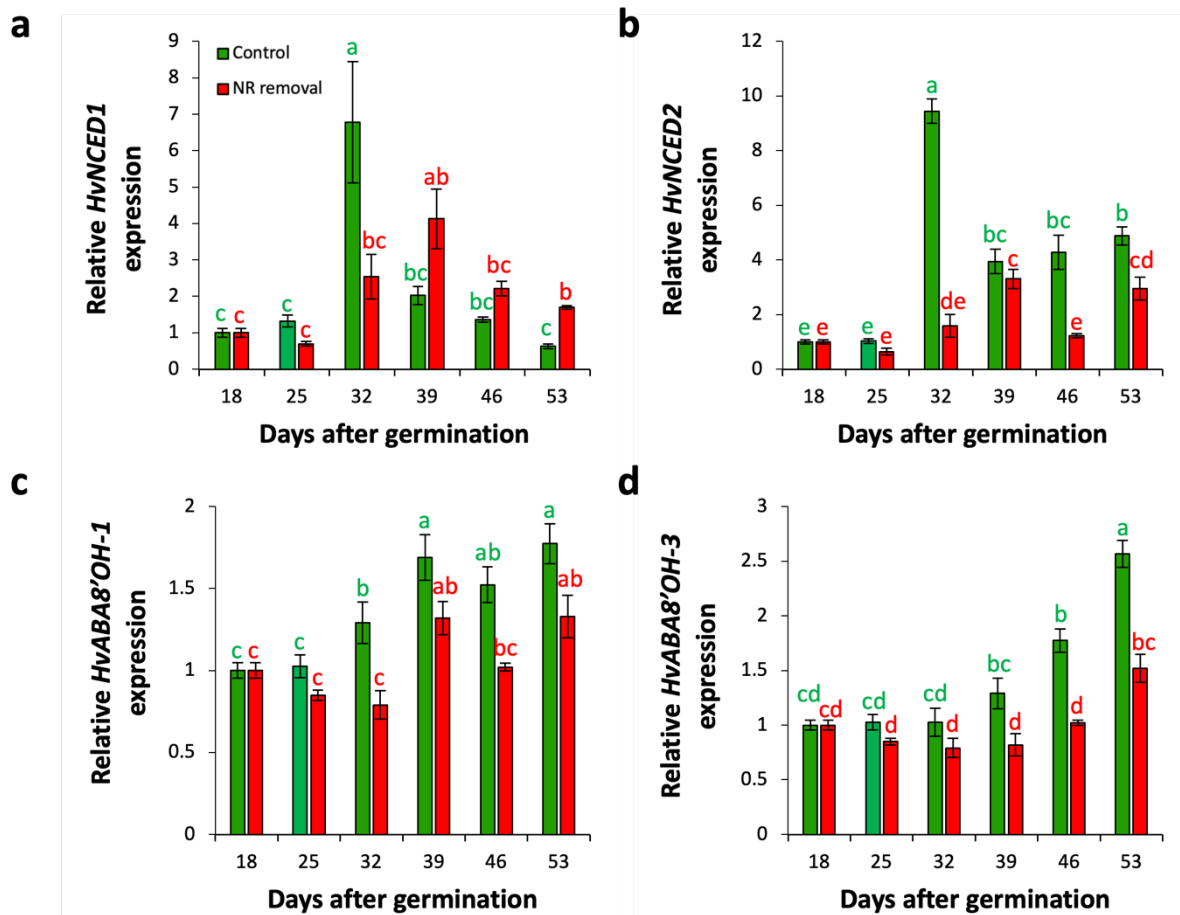 a
Relative HvNCED1
expression
9
8
7
6
5
4
3
2
1
0
Control
NR removal
c
c
c
c
a
bc
bc
ab
bc
bc
c
b
18 25 32 39 46 53
Days after germination
b
Relative HvNCED2
expression
12
10
8
6
4
2
0
e
e
e
e
a
de
bc
c
bc
e
b
cd
18 25 32 39 46 53
Days after germination
c
Relative HvABA8’OH-1
expression
2
1.5
1
0.5
0
c
c
c
c
b
c
a
ab
ab
bc
a
ab
18 25 32 39 46 53
Days after germination
d
Relative HvABA8’OH-3
expression
3
2.5
2
1.5
1
0.5
0
cd
cd
cd
d
cd
d
bc
d
b
d
a
bc
18 25 32 39 46 53
Days after germination